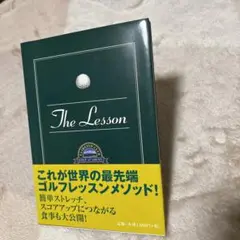 The Lesson
これが世界の最先端
ゴルフレッスンメソッド!
簡単ストレッチ、
スコアアップにつながる
食事も大公開!